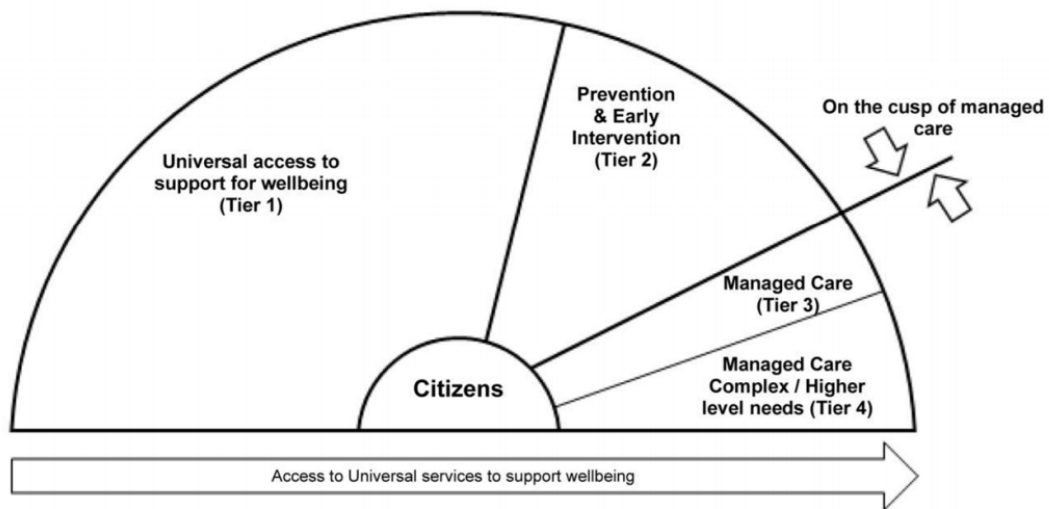 Universal access to
support for wellbeing
(Tier 1)
Prevention
& Early
Intervention
(Tier 2)
On the cusp of managed
care
Managed Care
(Tier 3)
Managed Care
Complex / Higher
level needs (Tier 4)
Citizens
Access to Universal services to support wellbeing